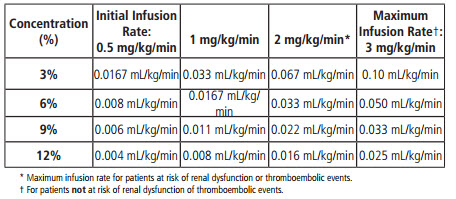 Concentration (%) | Initial Infusion Rate: 0.5 mg/kg/min | 1 mg/kg/min | 2 mg/kg/min* | Maximum Infusion Rate†: 3 mg/kg/min
3% | 0.0167 mL/kg/min | 0.033 mL/kg/min | 0.067 mL/kg/min | 0.10 mL/kg/min
6% | 0.008 mL/kg/min | 0.0167 mL/kg/min | 0.033 mL/kg/min | 0.050 mL/kg/min
9% | 0.006 mL/kg/min | 0.011 mL/kg/min | 0.022 mL/kg/min | 0.033 mL/kg/min
12% | 0.004 mL/kg/min | 0.008 mL/kg/min | 0.016 mL/kg/min | 0.025 mL/kg/min
* Maximum infusion rate for patients at risk of renal dysfunction or thromboembolic events.
† For patients not at risk of renal dysfunction of thromboembolic events.